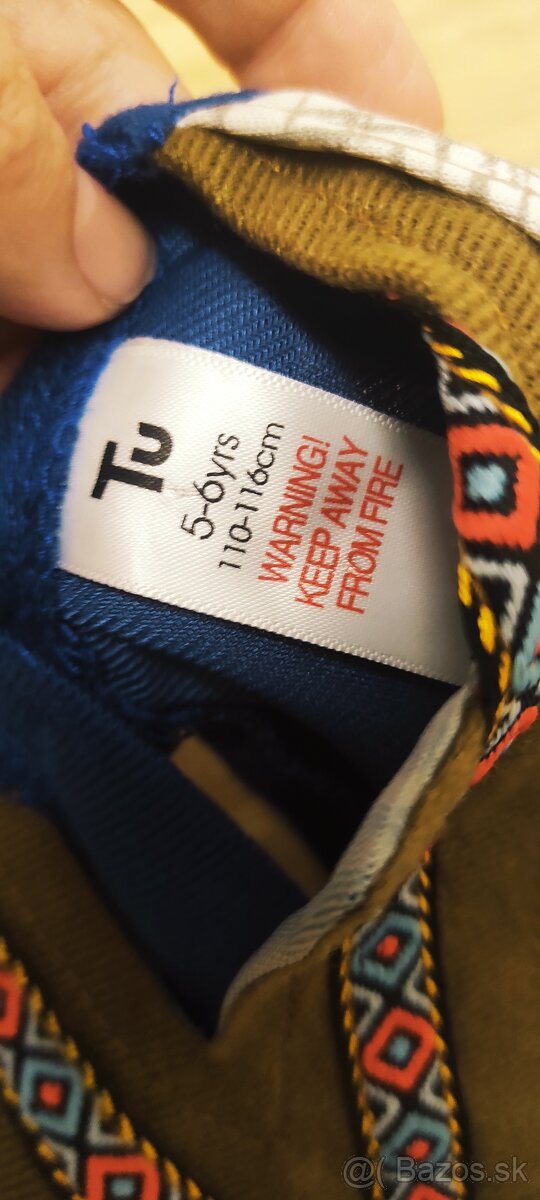 Tu
5-6yrs
110-116cm
WARNING!
KEEP AWAY
FROM FIRE
@( Bazos.sk